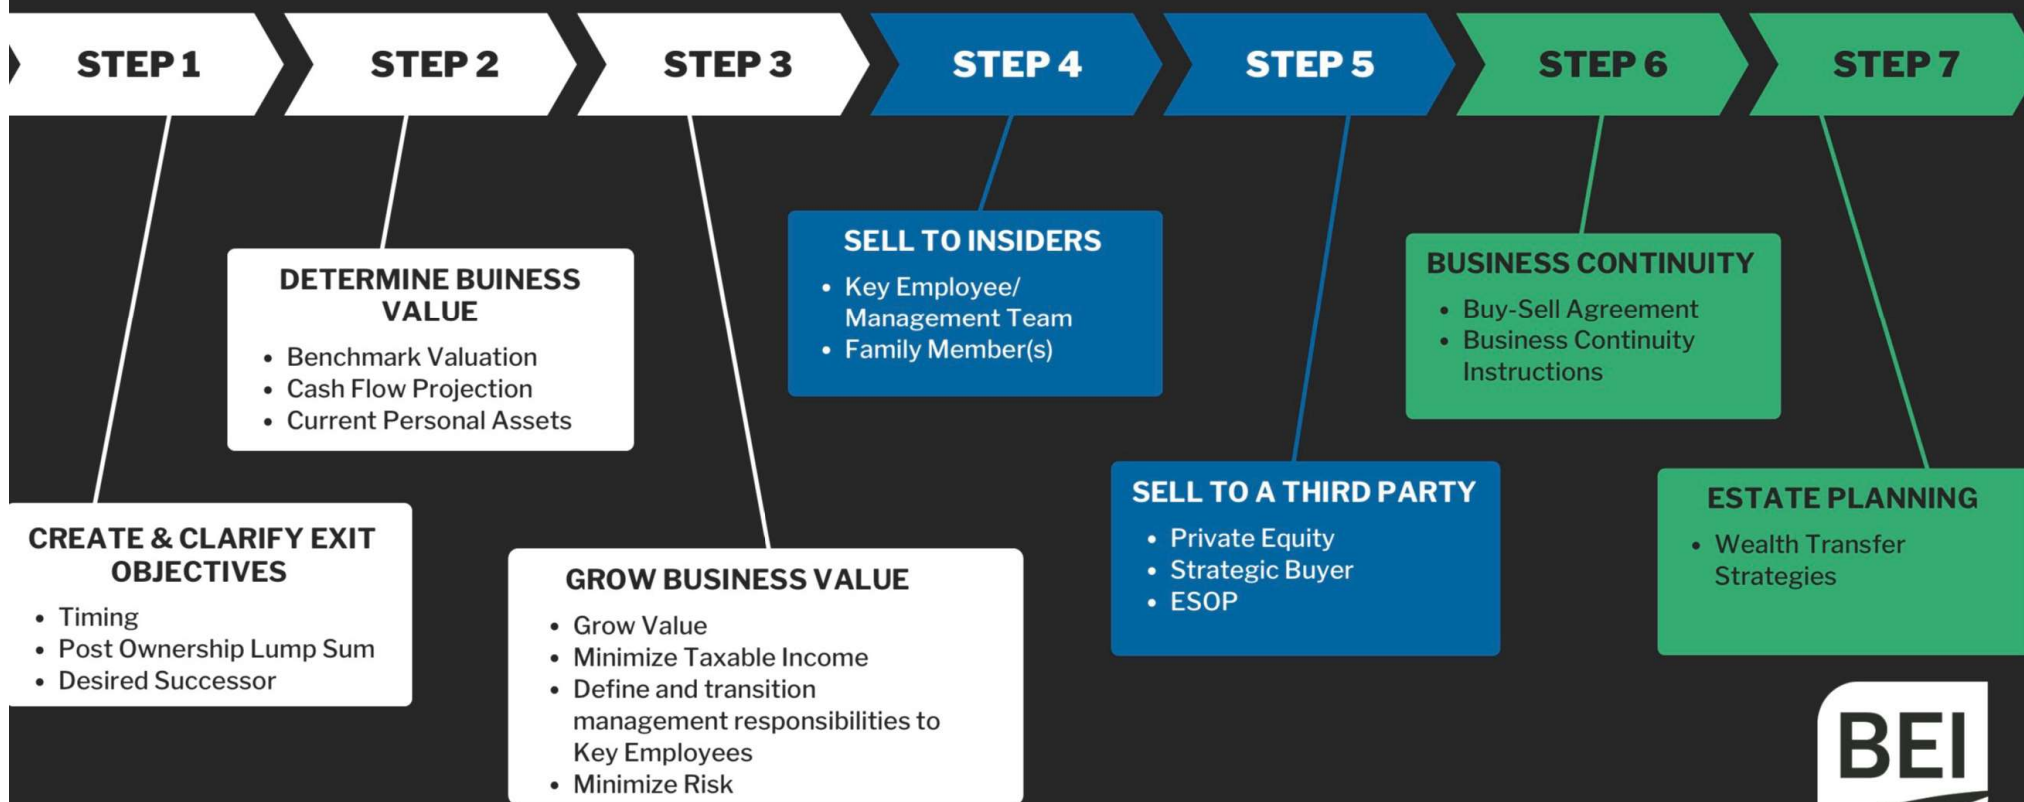 STEP 1
STEP 2
STEP 3
STEP 4
STEP 5
STEP 6
STEP 7
CREATE & CLARIFY EXIT
OBJECTIVES
• Timing
• Post Ownership Lump Sum
• Desired Successor
DETERMINE BUINESS
VALUE
• Benchmark Valuation
• Cash Flow Projection
• Current Personal Assets
GROW BUSINESS VALUE
• Grow Value
• Minimize Taxable Income
• Define and transition
management responsibilities to
Key Employees
• Minimize Risk
SELL TO INSIDERS
• Key Employee/
Management Team
• Family Member(s)
SELL TO A THIRD PARTY
• Private Equity
• Strategic Buyer
• ESOP
BUSINESS CONTINUITY
• Buy-Sell Agreement
• Business Continuity
Instructions
ESTATE PLANNING
• Wealth Transfer
Strategies
BEI